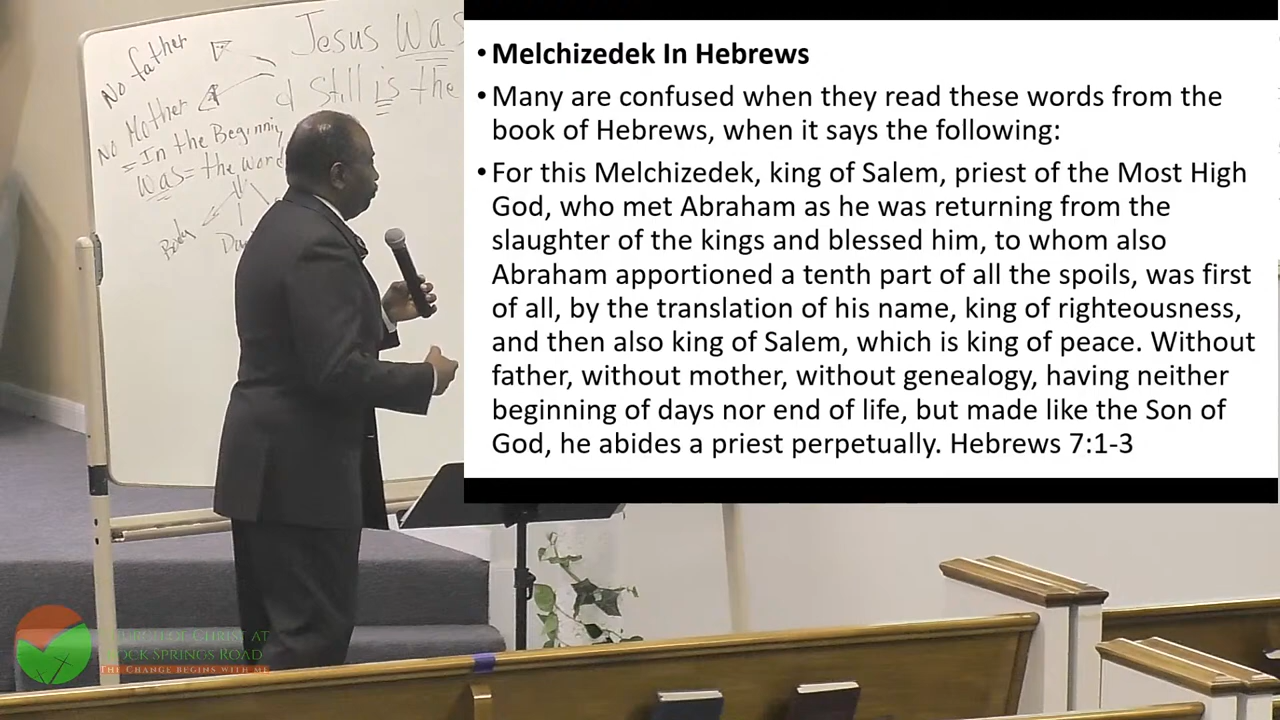 No father
Jesus Was
No Mother
d Still is the
= In the Beginni
Was = the word
Body
• Melchizedek In Hebrews
• Many are confused when they read these words from the
book of Hebrews, when it says the following:
• For this Melchizedek, king of Salem, priest of the Most High
God, who met Abraham as he was returning from the
slaughter of the kings and blessed him, to whom also
Abraham apportioned a tenth part of all the spoils, was first
of all, by the translation of his name, king of righteousness,
and then also king of Salem, which is king of peace. Without
father, without mother, without genealogy, having neither
beginning of days nor end of life, but made like the Son of
God, he abides a priest perpetually. Hebrews 7:1-3
CHURCH OF CHRIST AT
ROCK SPRINGS ROAD
THE CHANGE BEGINS WITH ME